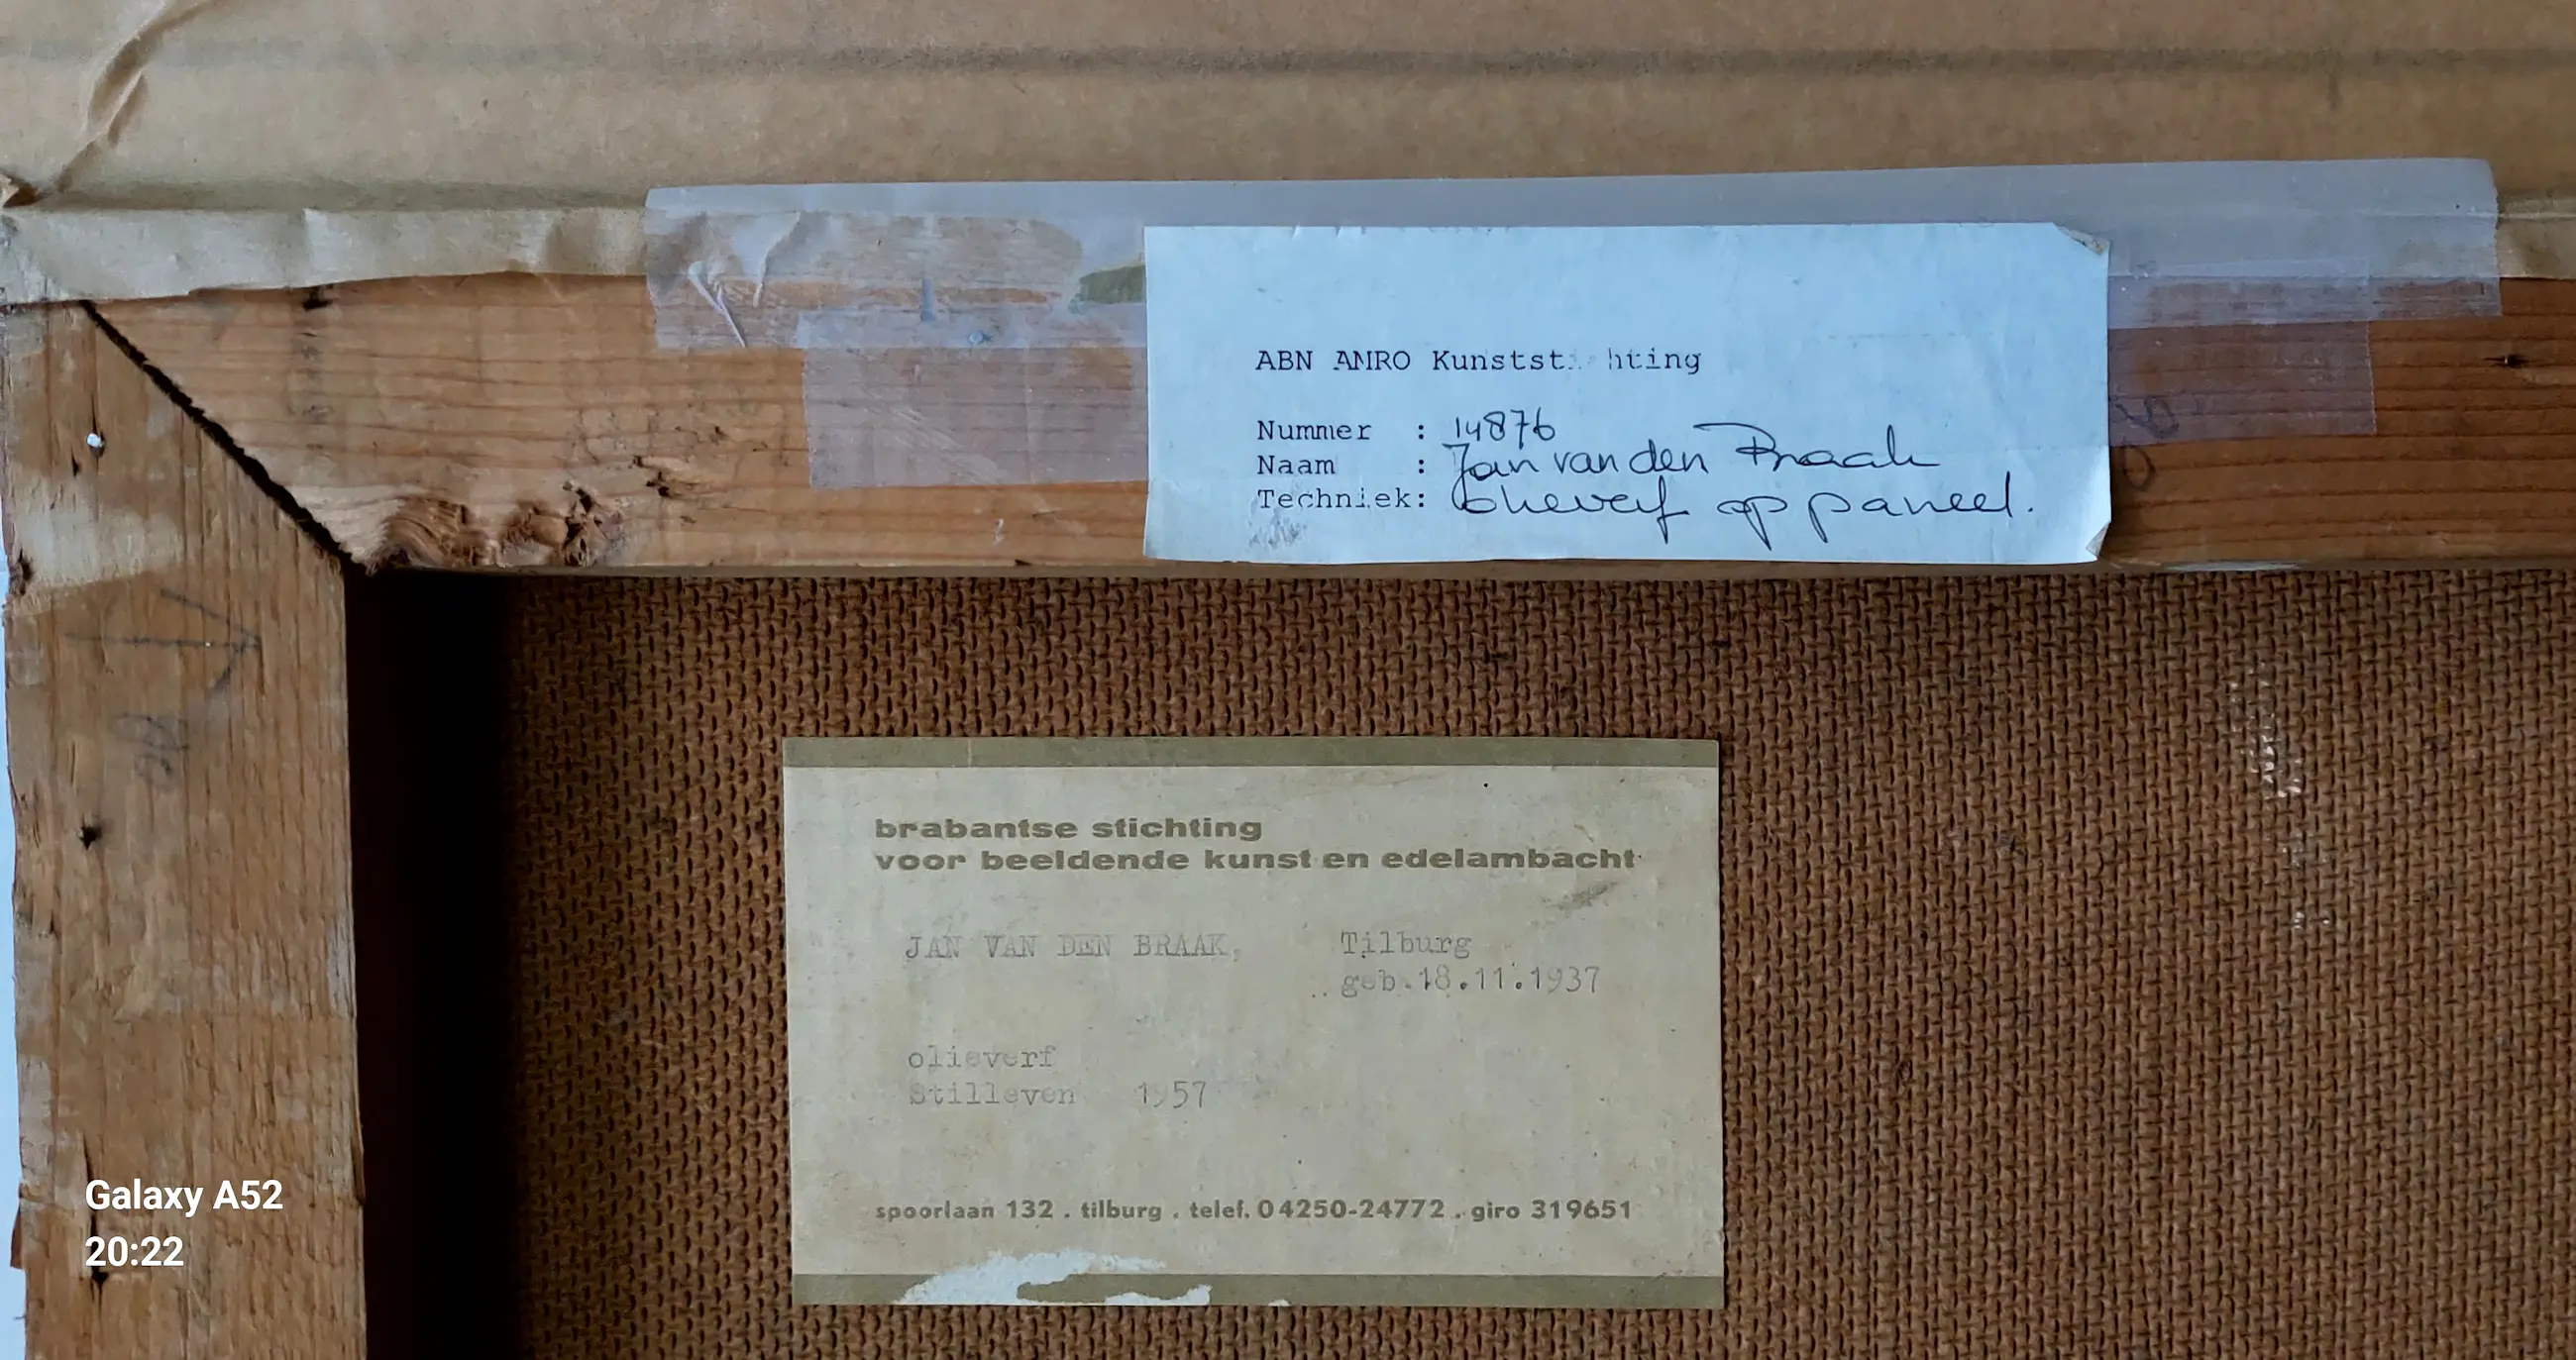 ABN AMRO Kunststichting
Nummer : 14876
Naam : Jan van den Braak
Techniek: Olieverf op paneel.
brabantse stichting
voor beeldende kunst en edelambacht
JAN VAN DEN BRAAK, Tilburg
geb.18.11.1937
olieverf
Stilleven 1957
spoorlaan 132 . tilburg . telef. 04250-24772 . giro 319651
Galaxy A52
20:22